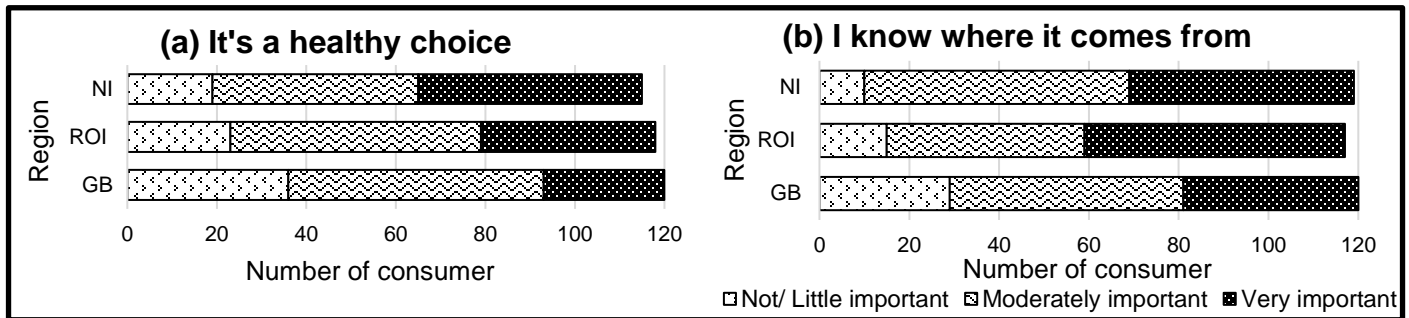 (a) It's a healthy choice
Region
NI
ROI
GB
0 20 40 60 80 100 120
Number of consumer
(b) I know where it comes from
Region
NI
ROI
GB
0 20 40 60 80 100 120
Number of consumer
Not/ Little important Moderately important Very important